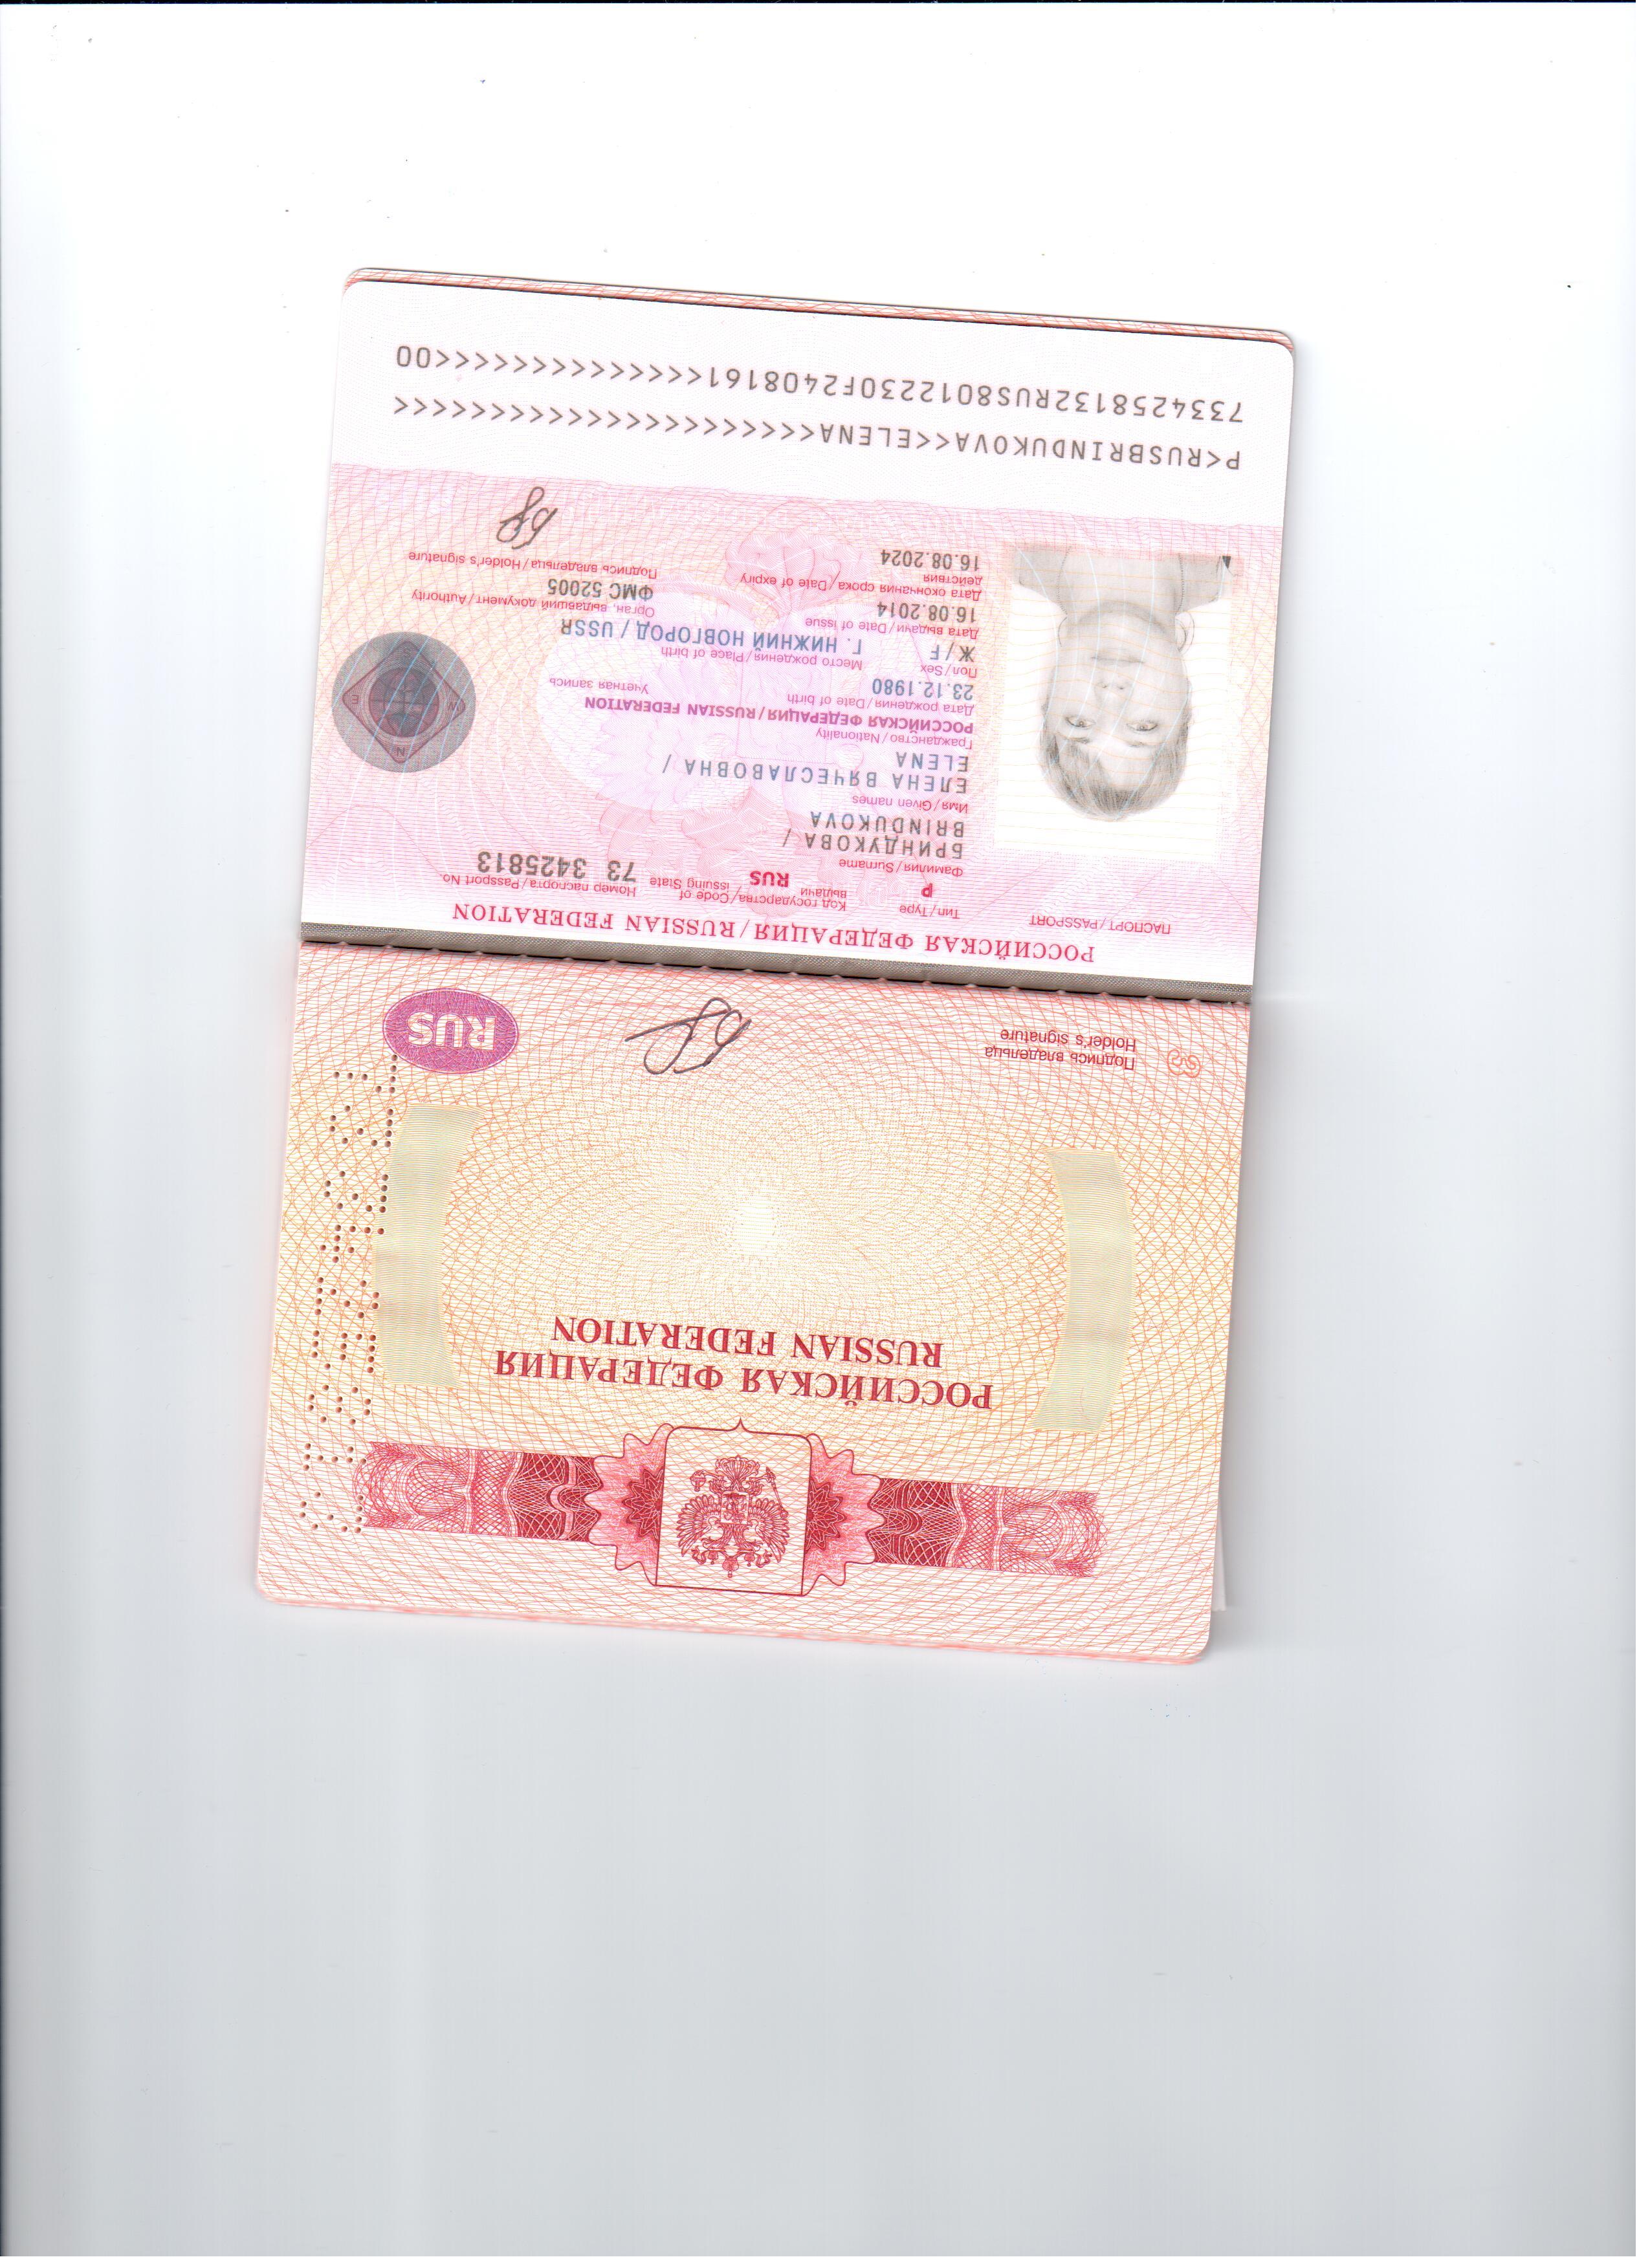 РОССИЙСКАЯ ФЕДЕРАЦИЯ
RUSSIAN FEDERATION
Подпись владельца
Holder's signature
RUS
73 3425813
РОССИЙСКАЯ ФЕДЕРАЦИЯ / RUSSIAN FEDERATION
ПАСПОРТ / PASSPORT
Тип / Type
P
Код государства / Code of
выдачи issuing State
RUS
Номер паспорта / Passport No.
73 3425813
Фамилия / Surname
БРИНДУКОВА /
BRINDUKOVA
Имя / Given names
ЕЛЕНА ВЯЧЕСЛАВОВНА /
ELENA
Гражданство / Nationality
РОССИЙСКАЯ ФЕДЕРАЦИЯ / RUSSIAN FEDERATION
Дата рождения / Date of birth
Учетная запись
23.12.1980
Пол / Sex
Место рождения / Place of birth
Ж / F
Г. НИЖНИЙ НОВГОРОД / USSR
Дата выдачи / Date of issue
Орган, выдавший документ / Authority
16.08.2014
ФМС 52005
Дата окончания срока / Date of expiry
действия
Подпись владельца / Holder's signature
16.08.2024
N
W
E
S
P<RUSBRINDUKOVA<<ELENA<<<<<<<<<<<<<<<<<<<<<<
7334258132RUS8012230F2408161<<<<<<<<<<<<<<00